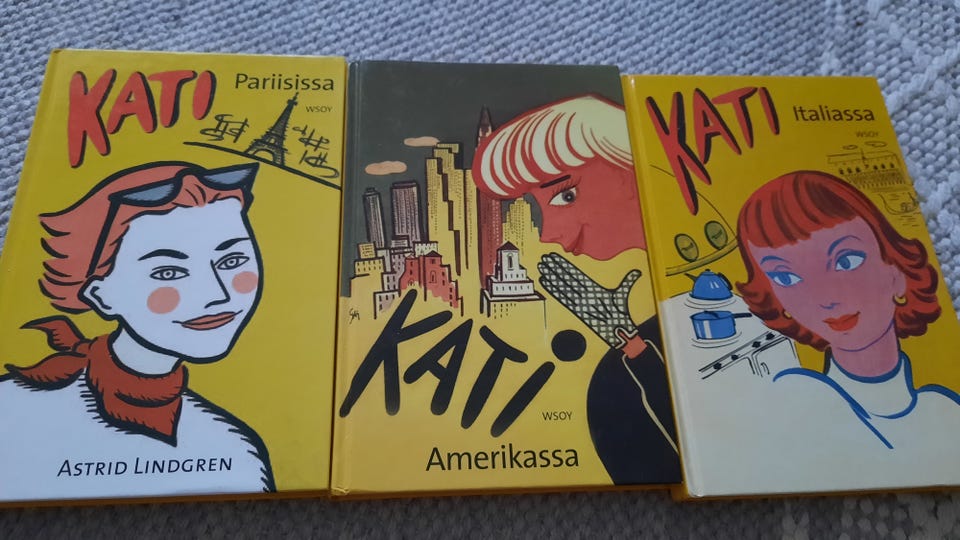 KATI
Pariisissa
WSOY
ASTRID LINDGREN
KATI
WSOY
Amerikassa
KATI
Italiassa
WSOY